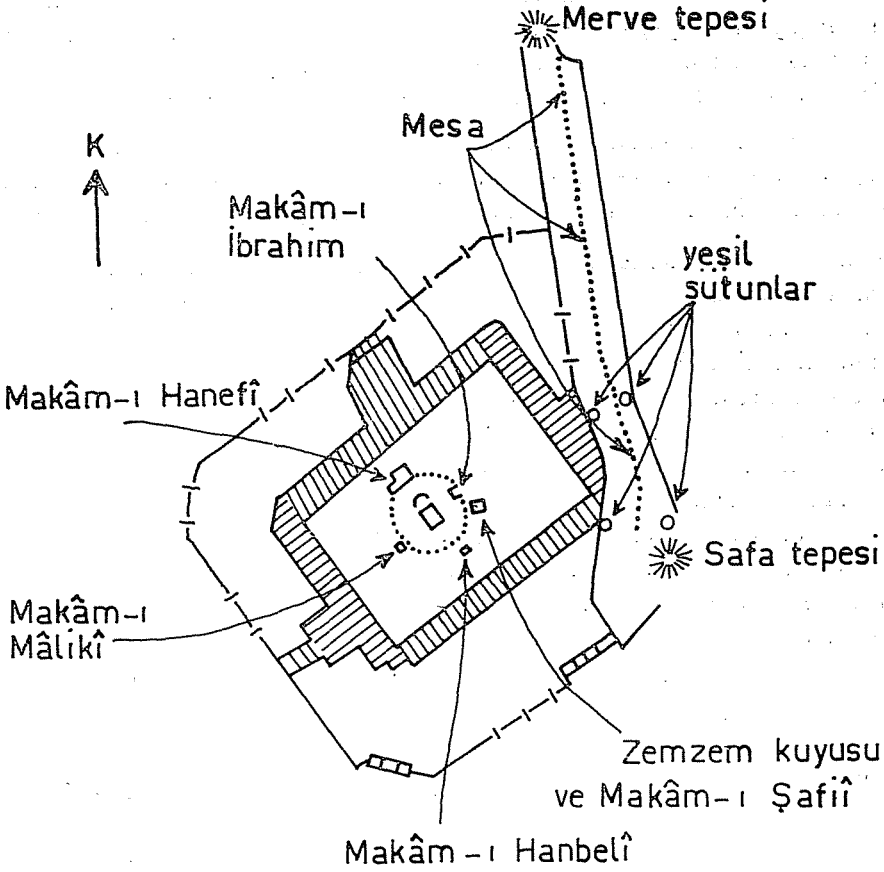 Merve tepesi
Mesa
K
Makâm-ı
İbrahim
yeşil
sütunlar
Makâm-ı Hanefî
Safa tepesi
Makâm-ı
Mâlikî
Zemzem kuyusu
ve Makâm-ı Şafiî
Makâm-ı Hanbelî